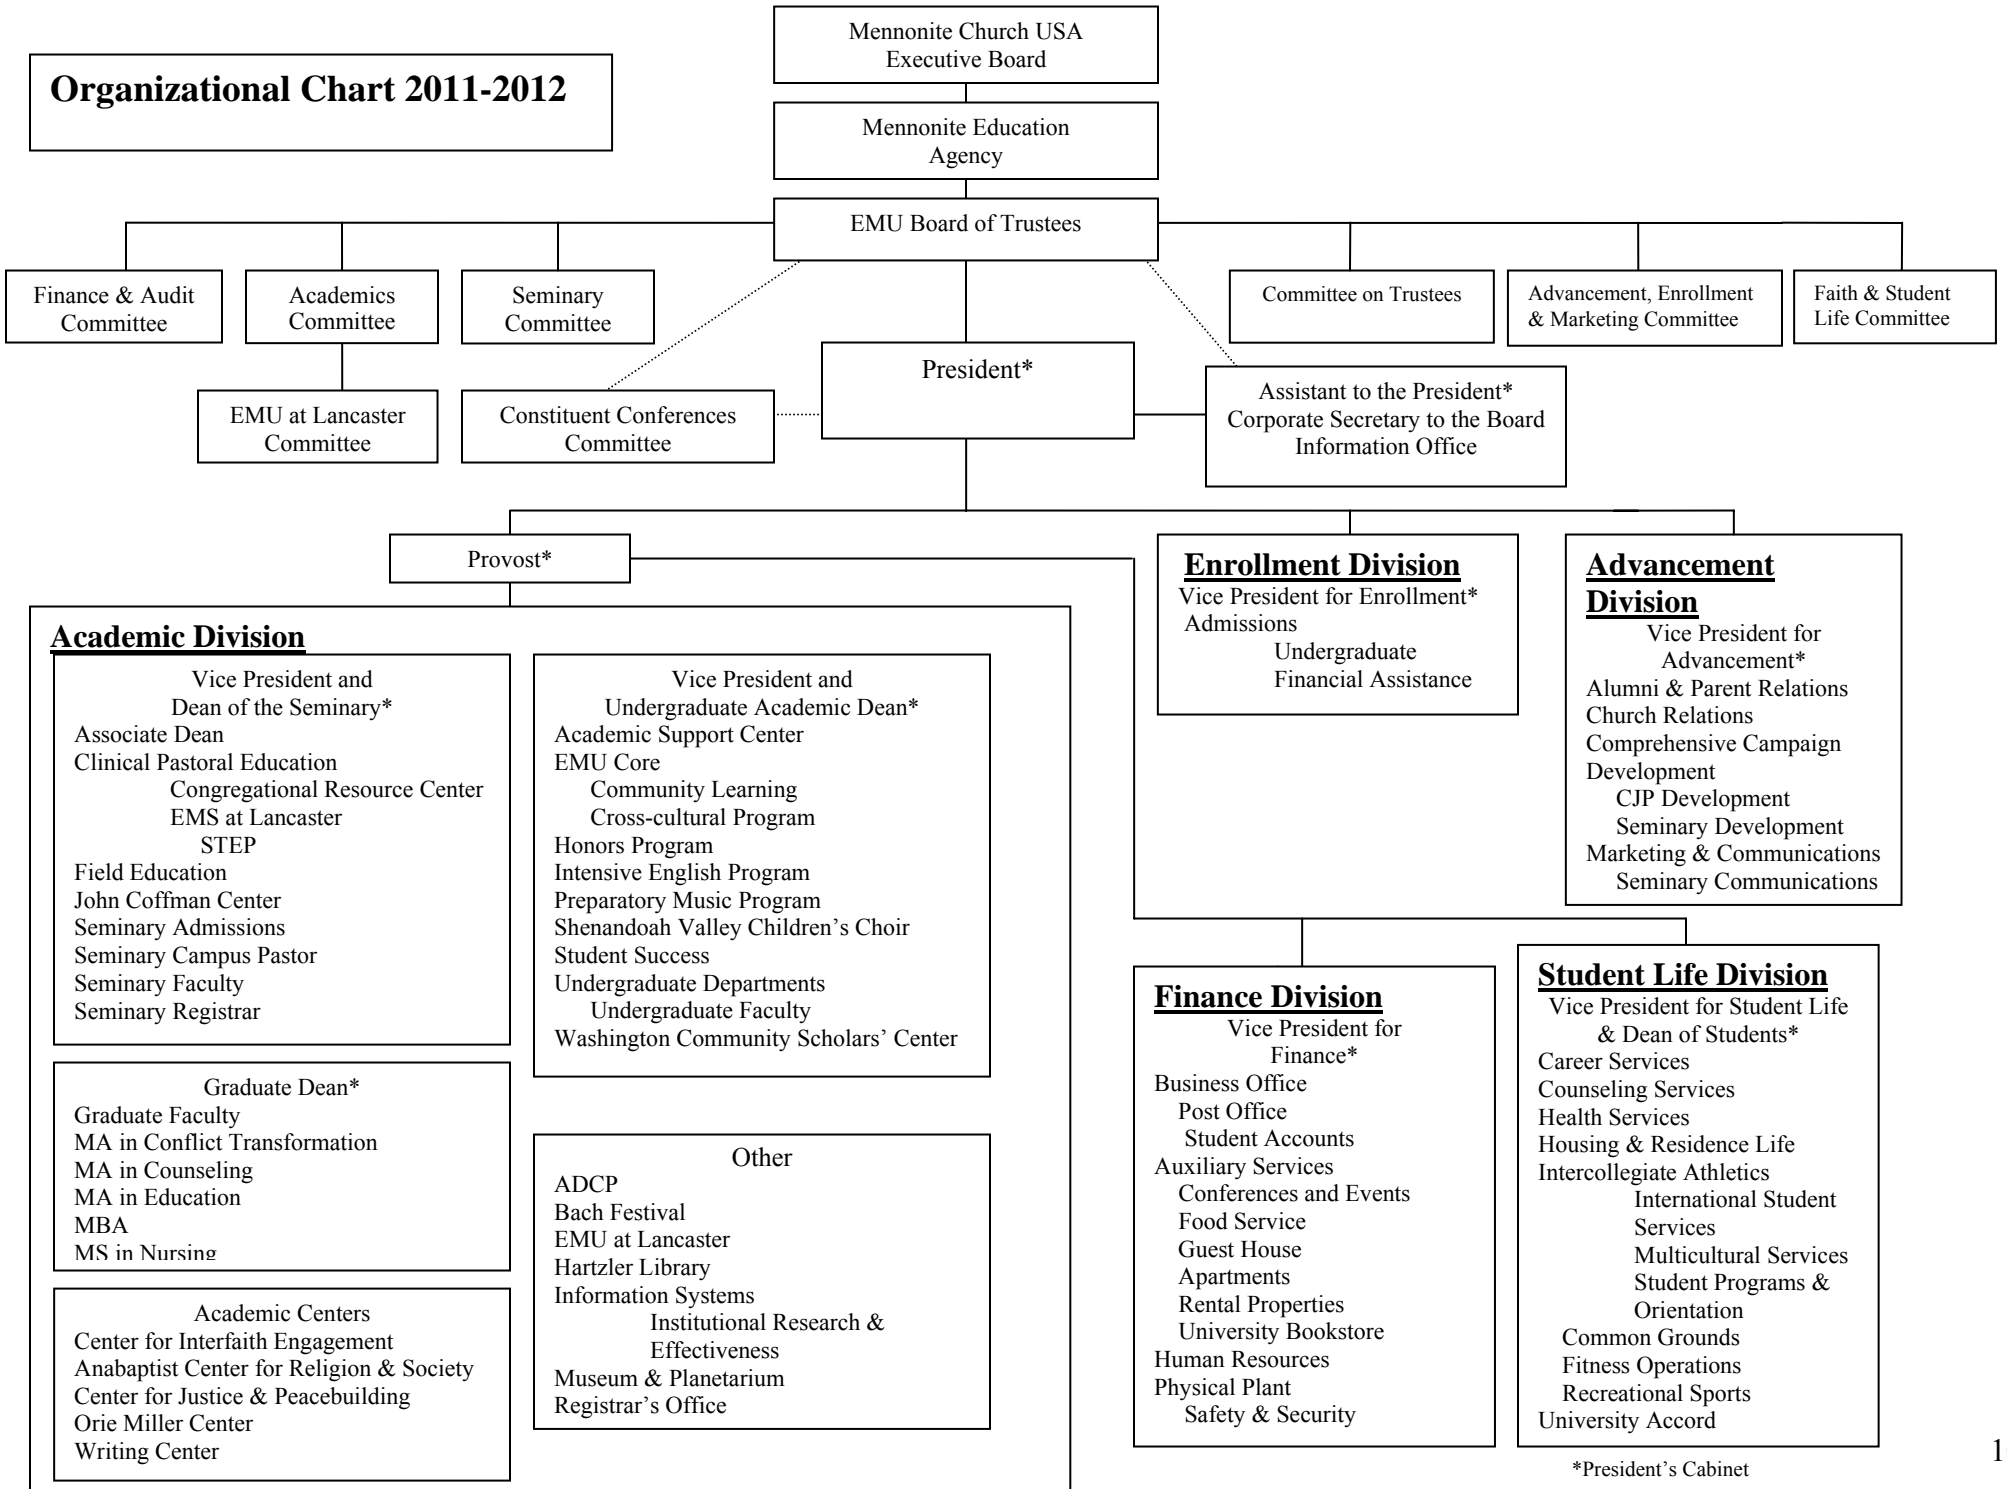 Organizational Chart 2011-2012
Mennonite Church USA
Executive Board
Mennonite Education
Agency
EMU Board of Trustees
Finance & Audit
Committee
Academics
Committee
Seminary
Committee
Committee on Trustees
Advancement, Enrollment
& Marketing Committee
Faith & Student
Life Committee
EMU at Lancaster
Committee
Constituent Conferences
Committee
President*
Assistant to the President*
Corporate Secretary to the Board
Information Office
Provost*
Academic Division
Vice President and
Dean of the Seminary*
Associate Dean
Clinical Pastoral Education
Congregational Resource Center
EMS at Lancaster
STEP
Field Education
John Coffman Center
Seminary Admissions
Seminary Campus Pastor
Seminary Faculty
Seminary Registrar
Vice President and
Undergraduate Academic Dean*
Academic Support Center
EMU Core
Community Learning
Cross-cultural Program
Honors Program
Intensive English Program
Preparatory Music Program
Shenandoah Valley Children’s Choir
Student Success
Undergraduate Departments
Undergraduate Faculty
Washington Community Scholars’ Center
Graduate Dean*
Graduate Faculty
MA in Conflict Transformation
MA in Counseling
MA in Education
MBA
MS in Nursing
Other
ADCP
Bach Festival
EMU at Lancaster
Hartzler Library
Information Systems
Institutional Research &
Effectiveness
Museum & Planetarium
Registrar’s Office
Academic Centers
Center for Interfaith Engagement
Anabaptist Center for Religion & Society
Center for Justice & Peacebuilding
Orie Miller Center
Writing Center
Enrollment Division
Vice President for Enrollment*
Admissions
Undergraduate
Financial Assistance
Advancement
Division
Vice President for
Advancement*
Alumni & Parent Relations
Church Relations
Comprehensive Campaign
Development
CJP Development
Seminary Development
Marketing & Communications
Seminary Communications
Finance Division
Vice President for
Finance*
Business Office
Post Office
Student Accounts
Auxiliary Services
Conferences and Events
Food Service
Guest House
Apartments
Rental Properties
University Bookstore
Human Resources
Physical Plant
Safety & Security
Student Life Division
Vice President for Student Life
& Dean of Students*
Career Services
Counseling Services
Health Services
Housing & Residence Life
Intercollegiate Athletics
International Student
Services
Multicultural Services
Student Programs &
Orientation
Common Grounds
Fitness Operations
Recreational Sports
University Accord
*President’s Cabinet